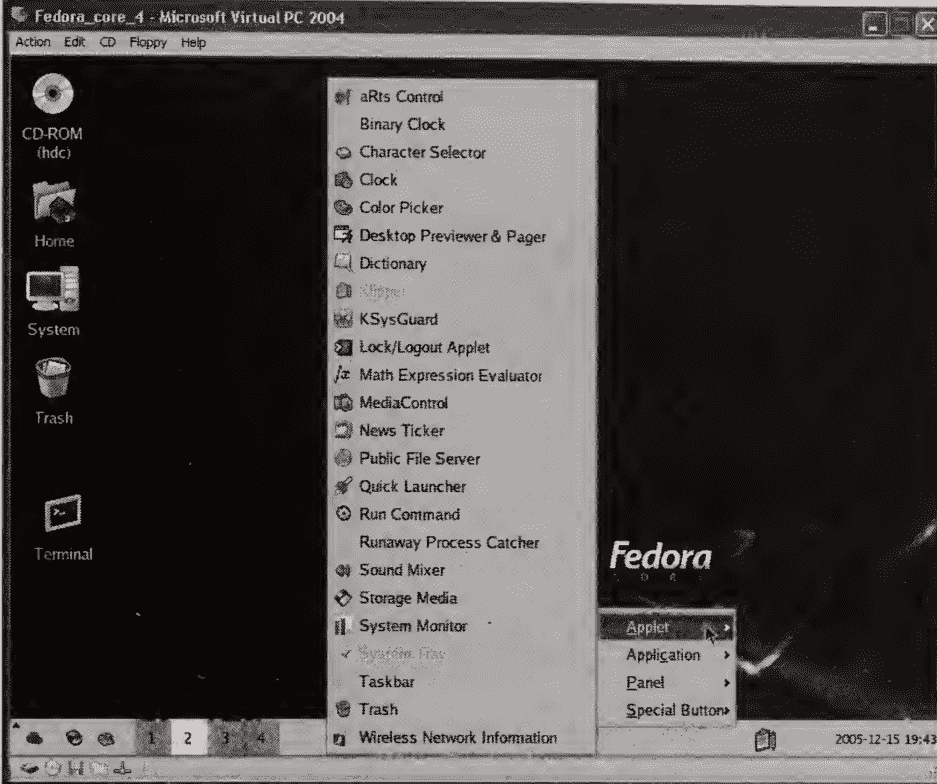 Fedora_core_4 - Microsoft Virtual PC 2004
Action Edit CD Floppy Help
CD-ROM
(hdc)
Home
System
Trash
Terminal
aRts Control
Binary Clock
Character Selector
Clock
Color Picker
Desktop Previewer & Pager
Dictionary
Klipper
KSysGuard
Lock/Logout Applet
Math Expression Evaluator
MediaControl
News Ticker
Public File Server
Quick Launcher
Run Command
Runaway Process Catcher
Sound Mixer
Storage Media
System Monitor
System Tray
Taskbar
Trash
Wireless Network Information
Fedora
Applet
Application
Panel
Special Button
1 2 3 4
2005-12-15 19:43